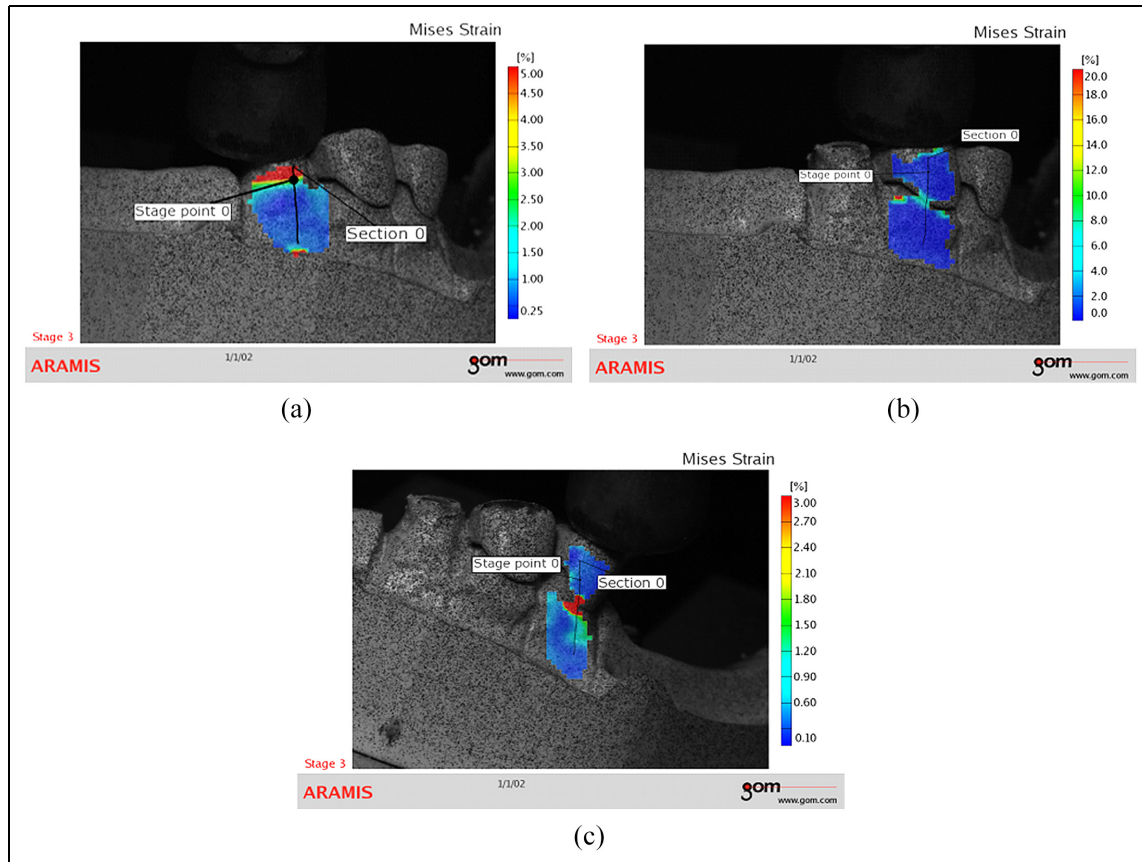 Mises Strain
[%]
5.00
4.50
4.00
3.50
3.00
2.50
2.00
1.50
1.00
0.25
Stage point 0
Section 0
Stage 3
1/1/02
ARAMIS
gom
www.gom.com
(a)
Mises Strain
[%]
20.0
18.0
16.0
14.0
12.0
10.0
8.0
6.0
4.0
2.0
0.0
Section 0
Stage point 0
Stage 3
1/1/02
ARAMIS
gom
www.gom.com
(b)
Mises Strain
[%]
3.00
2.70
2.40
2.10
1.80
1.50
1.20
0.90
0.60
0.10
Stage point 0
Section 0
Stage 3
1/1/02
ARAMIS
gom
www.gom.com
(c)